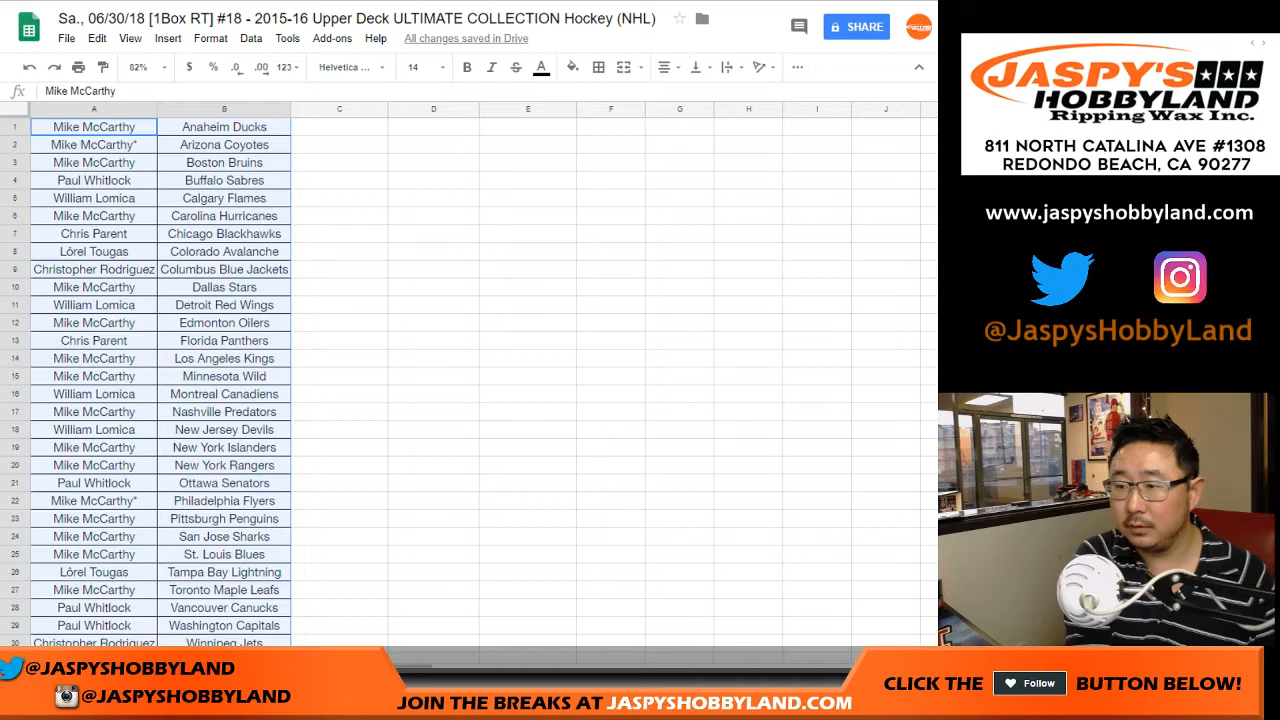 Sa., 06/30/18 [1Box RT] #18 - 2015-16 Upper Deck ULTIMATE COLLECTION Hockey (NHL)
File Edit View Insert Format Data Tools Add-ons Help All changes saved in Drive
SHARE
82% $ % .0 .00 123 Helvetica ... 14 B I S A
fx Mike McCarthy
A B C D E F G H I J
1 Mike McCarthy Anaheim Ducks
2 Mike McCarthy* Arizona Coyotes
3 Mike McCarthy Boston Bruins
4 Paul Whitlock Buffalo Sabres
5 William Lomica Calgary Flames
6 Mike McCarthy Carolina Hurricanes
7 Chris Parent Chicago Blackhawks
8 Lôrel Tougas Colorado Avalanche
9 Christopher Rodriguez Columbus Blue Jackets
10 Mike McCarthy Dallas Stars
11 William Lomica Detroit Red Wings
12 Mike McCarthy Edmonton Oilers
13 Chris Parent Florida Panthers
14 Mike McCarthy Los Angeles Kings
15 Mike McCarthy Minnesota Wild
16 William Lomica Montreal Canadiens
17 Mike McCarthy Nashville Predators
18 William Lomica New Jersey Devils
19 Mike McCarthy New York Islanders
20 Mike McCarthy New York Rangers
21 Paul Whitlock Ottawa Senators
22 Mike McCarthy* Philadelphia Flyers
23 Mike McCarthy Pittsburgh Penguins
24 Mike McCarthy San Jose Sharks
25 Mike McCarthy St. Louis Blues
26 Lôrel Tougas Tampa Bay Lightning
27 Mike McCarthy Toronto Maple Leafs
28 Paul Whitlock Vancouver Canucks
29 Paul Whitlock Washington Capitals
30 Christopher Rodriguez Winnipeg Jets
JASPY'S
HOBBYLAND
Ripping Wax Inc.
811 NORTH CATALINA AVE #1308
REDONDO BEACH, CA 90277
www.jaspyshobbyland.com
@JaspysHobbyLand
@JASPYSHOBBYLAND
@JASPYSHOBBYLAND
JOIN THE BREAKS AT JASPYSHOBBYLAND.COM
CLICK THE Follow BUTTON BELOW!